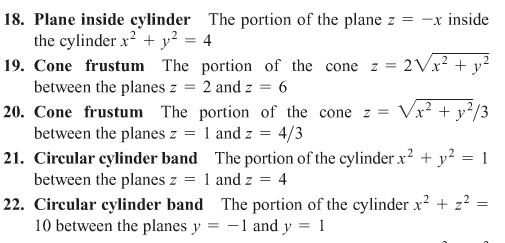 18. Plane inside cylinder The portion of the plane z = −x inside
the cylinder x² + y² = 4
19. Cone frustum The portion of the cone z = 2√x² + y²
between the planes z = 2 and z = 6
20. Cone frustum The portion of the cone z = √x² + y²/3
between the planes z = 1 and z = 4/3
21. Circular cylinder band The portion of the cylinder x² + y² = 1
between the planes z = 1 and z = 4
22. Circular cylinder band The portion of the cylinder x² + z² =
10 between the planes y = −1 and y = 1